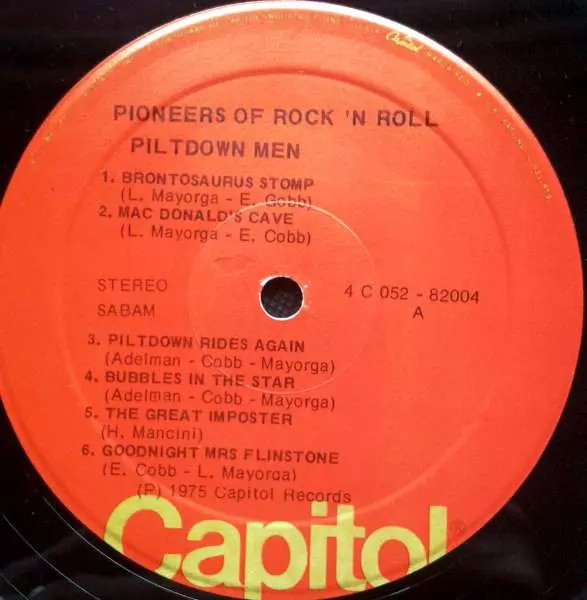 Capitol
PIONEERS OF ROCK 'N ROLL
PILTDOWN MEN
1. BRONTOSAURUS STOMP
(L. Mayorga - E. Cobb)
2. MAC DONALD'S CAVE
(L. Mayorga - E. Cobb)
STEREO
4 C 052 - 82004
SABAM
A
3. PILTDOWN RIDES AGAIN
(Adelman - Cobb - Mayorga)
4. BUBBLES IN THE STAR
(Adelman - Cobb - Mayorga)
5. THE GREAT IMPOSTER
(H. Mancini)
6. GOODNIGHT MRS FLINSTONE
(E. Cobb - L. Mayorga)
(P) 1975 Capitol Records
Capitol
®